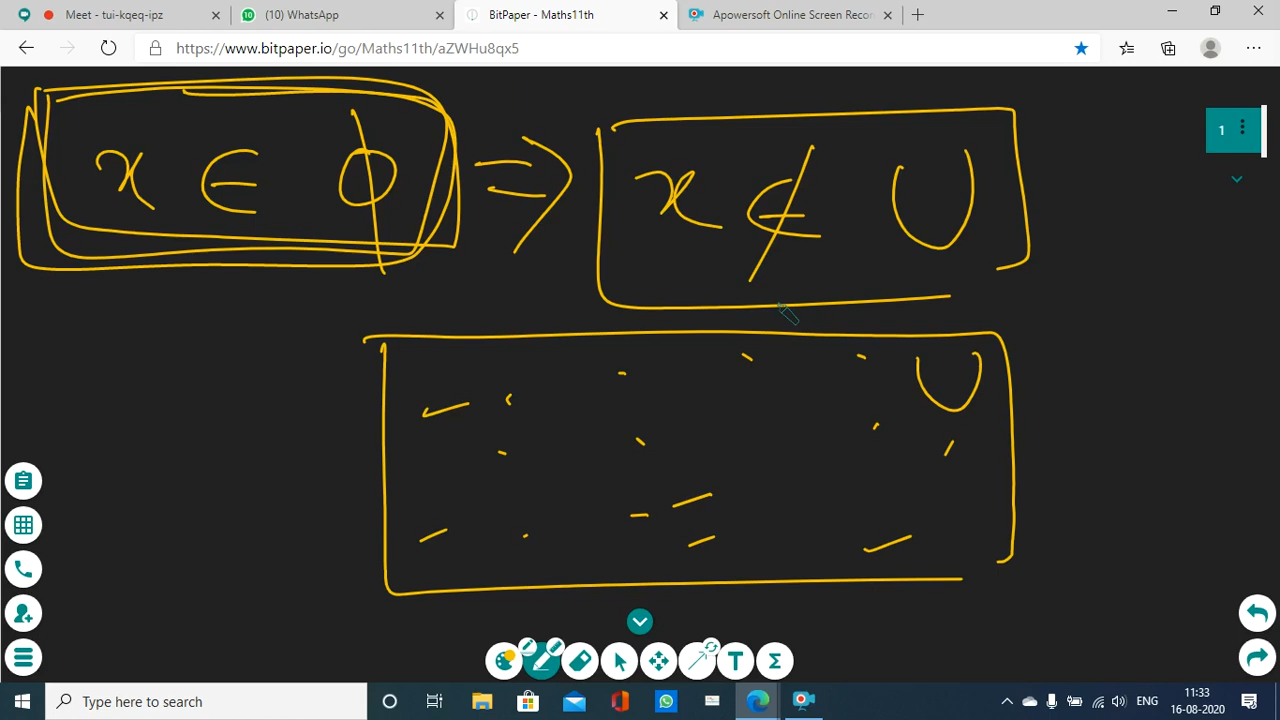 Meet - tui-kqeq-ipz
(10) WhatsApp
BitPaper - Maths11th
Apowersoft Online Screen Recor
https://www.bitpaper.io/go/Maths11th/aZWHu8qx5
x ∈ ϕ ⇒ x ∉ U
1
U
T Σ
Type here to search
ENG
11:33
16-08-2020